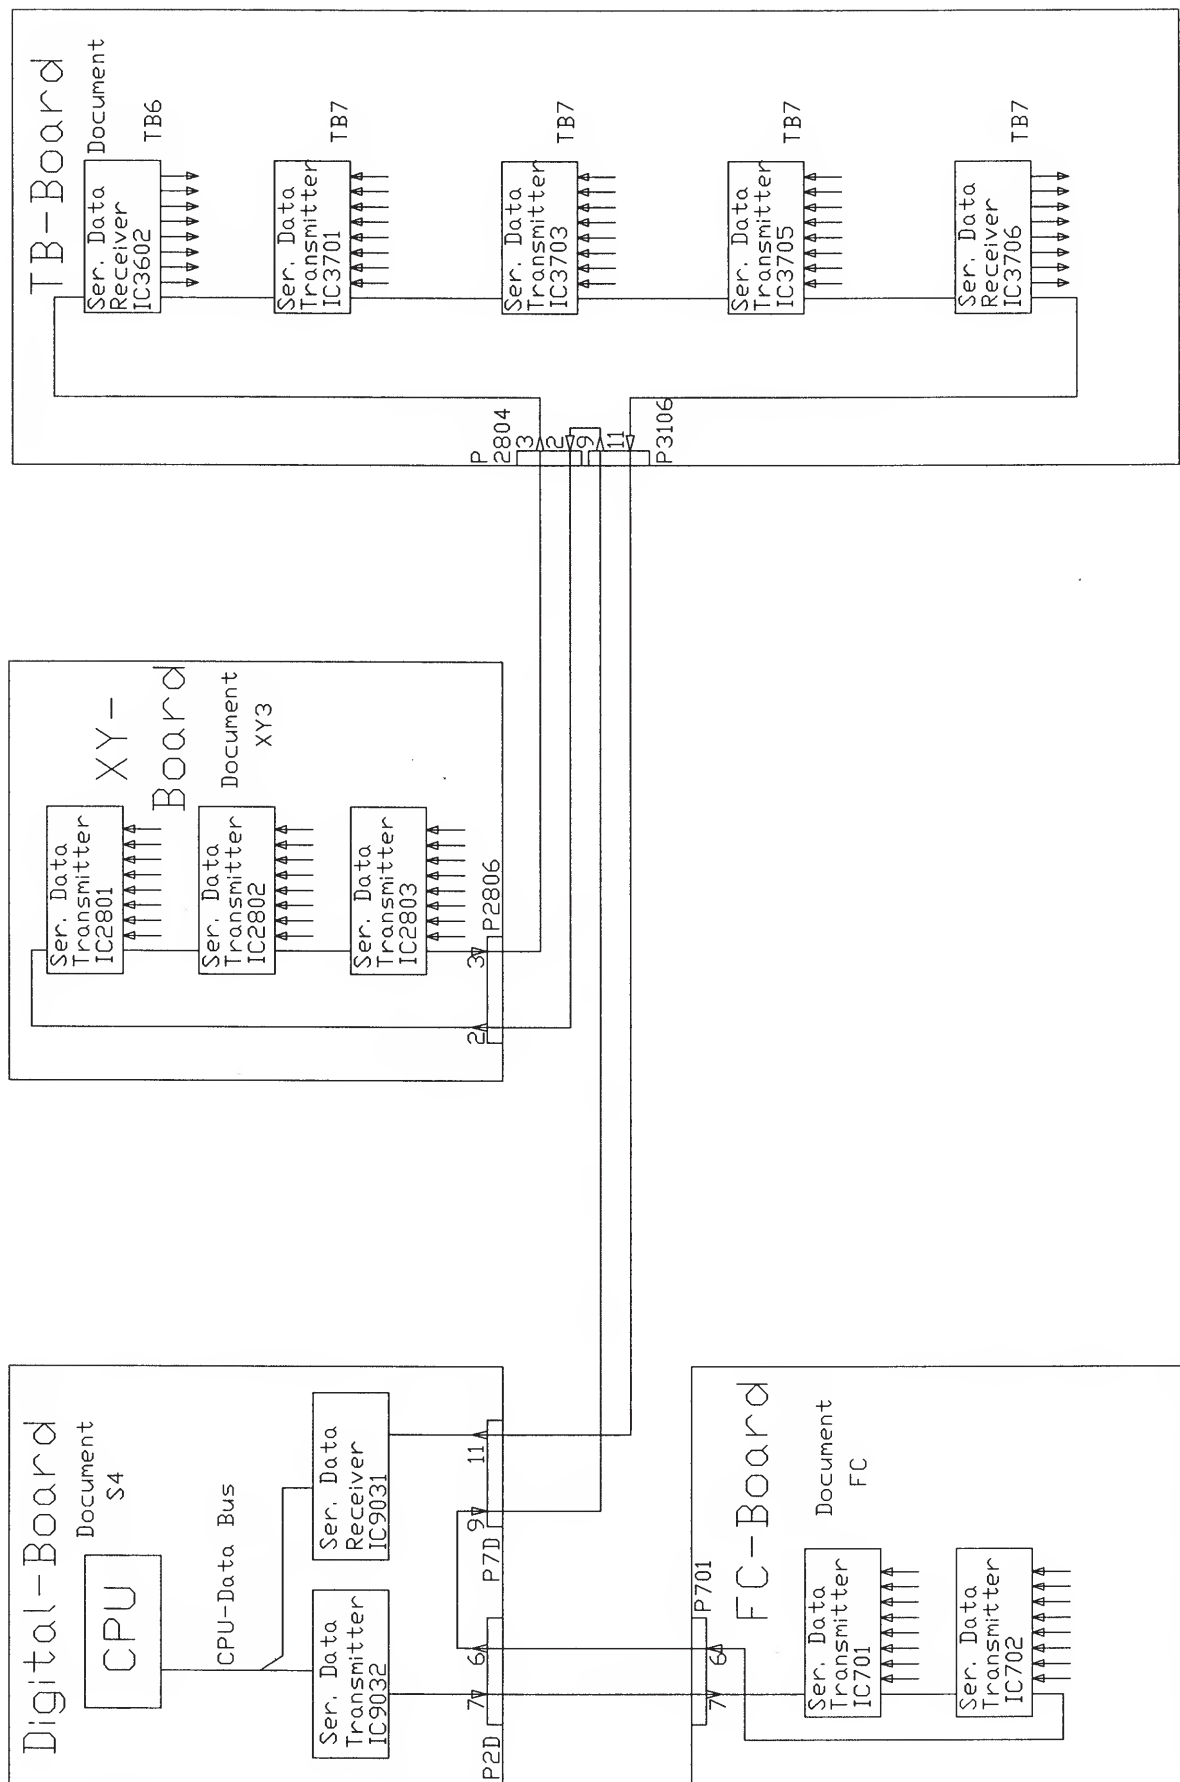 Digital-Board
Document
S4
CPU
CPU-Data Bus
Ser. Data
Transmitter
IC9032
Ser. Data
Receiver
IC9031
7
6
9
11
P2D
P7D
7
6
P701
FC-Board
Document
FC
Ser. Data
Transmitter
IC701
Ser. Data
Transmitter
IC702
XY-
Board
Document
XY3
Ser. Data
Transmitter
IC2801
Ser. Data
Transmitter
IC2802
Ser. Data
Transmitter
IC2803
2
3
P2806
TB-Board
Document
Ser. Data
Receiver
IC3602
TB6
Ser. Data
Transmitter
IC3701
TB7
Ser. Data
Transmitter
IC3703
TB7
Ser. Data
Transmitter
IC3705
TB7
Ser. Data
Receiver
IC3706
TB7
P
2804
3
2
9
11
P3106